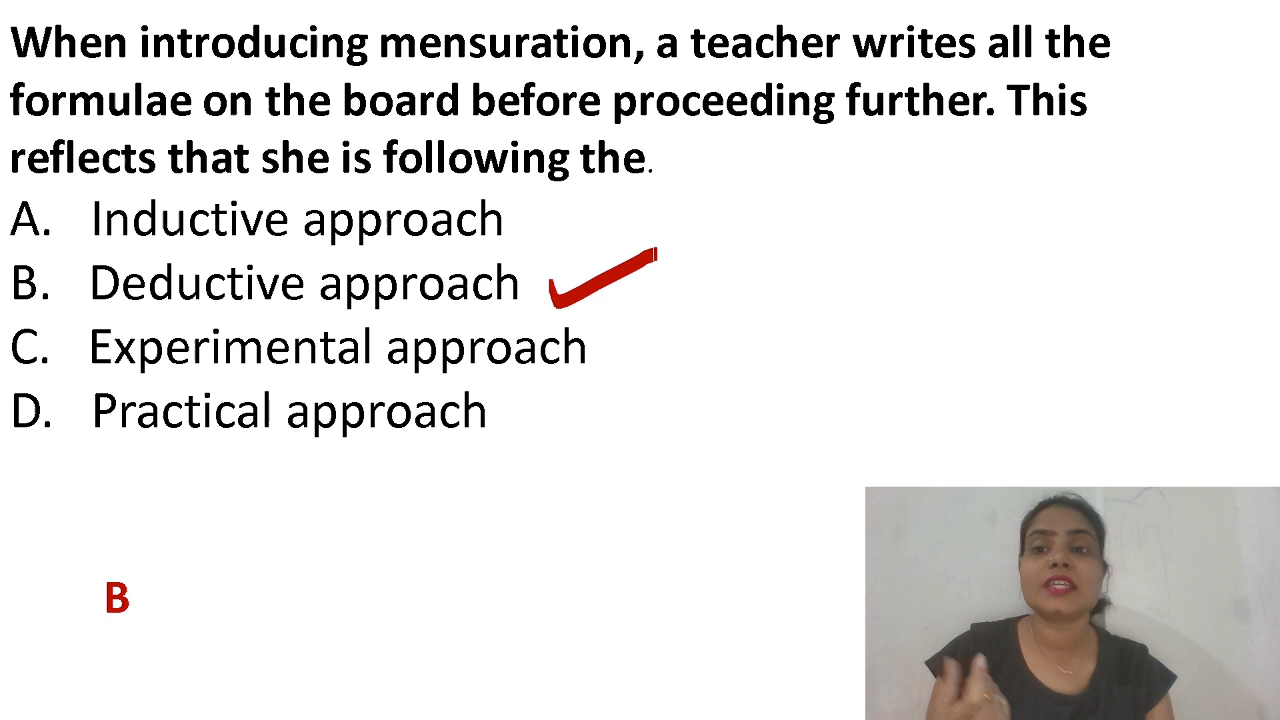 When introducing mensuration, a teacher writes all the
formulae on the board before proceeding further. This
reflects that she is following the.
A. Inductive approach
B. Deductive approach
C. Experimental approach
D. Practical approach
B